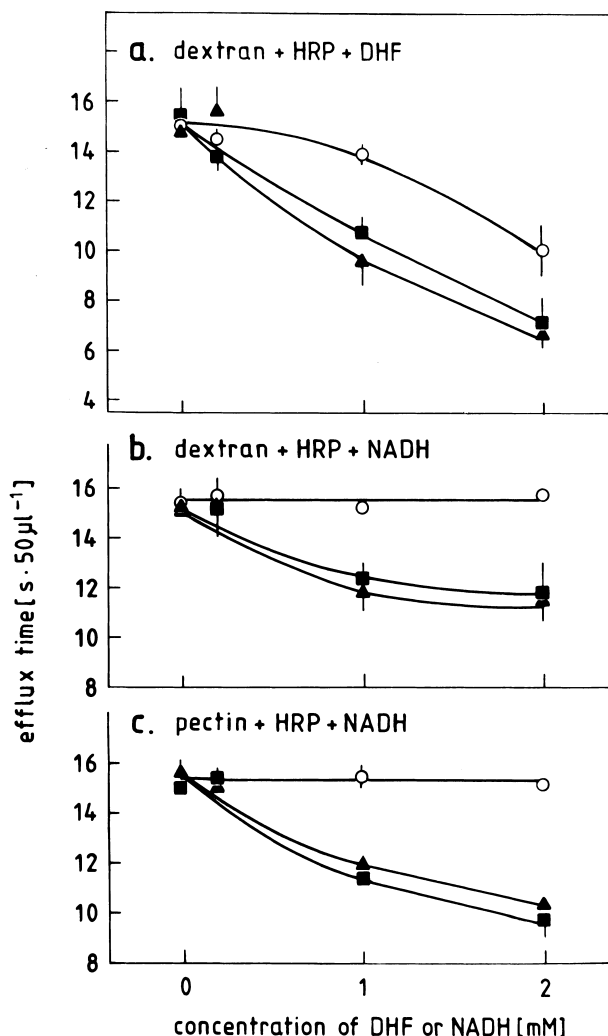 a. dextran + HRP + DHF
16
14
12
10
8
6
4
b. dextran + HRP + NADH
16
14
12
10
8
c. pectin + HRP + NADH
16
14
12
10
8
0 1 2
efflux time [s · 50 µl⁻¹]
concentration of DHF or NADH [mM]